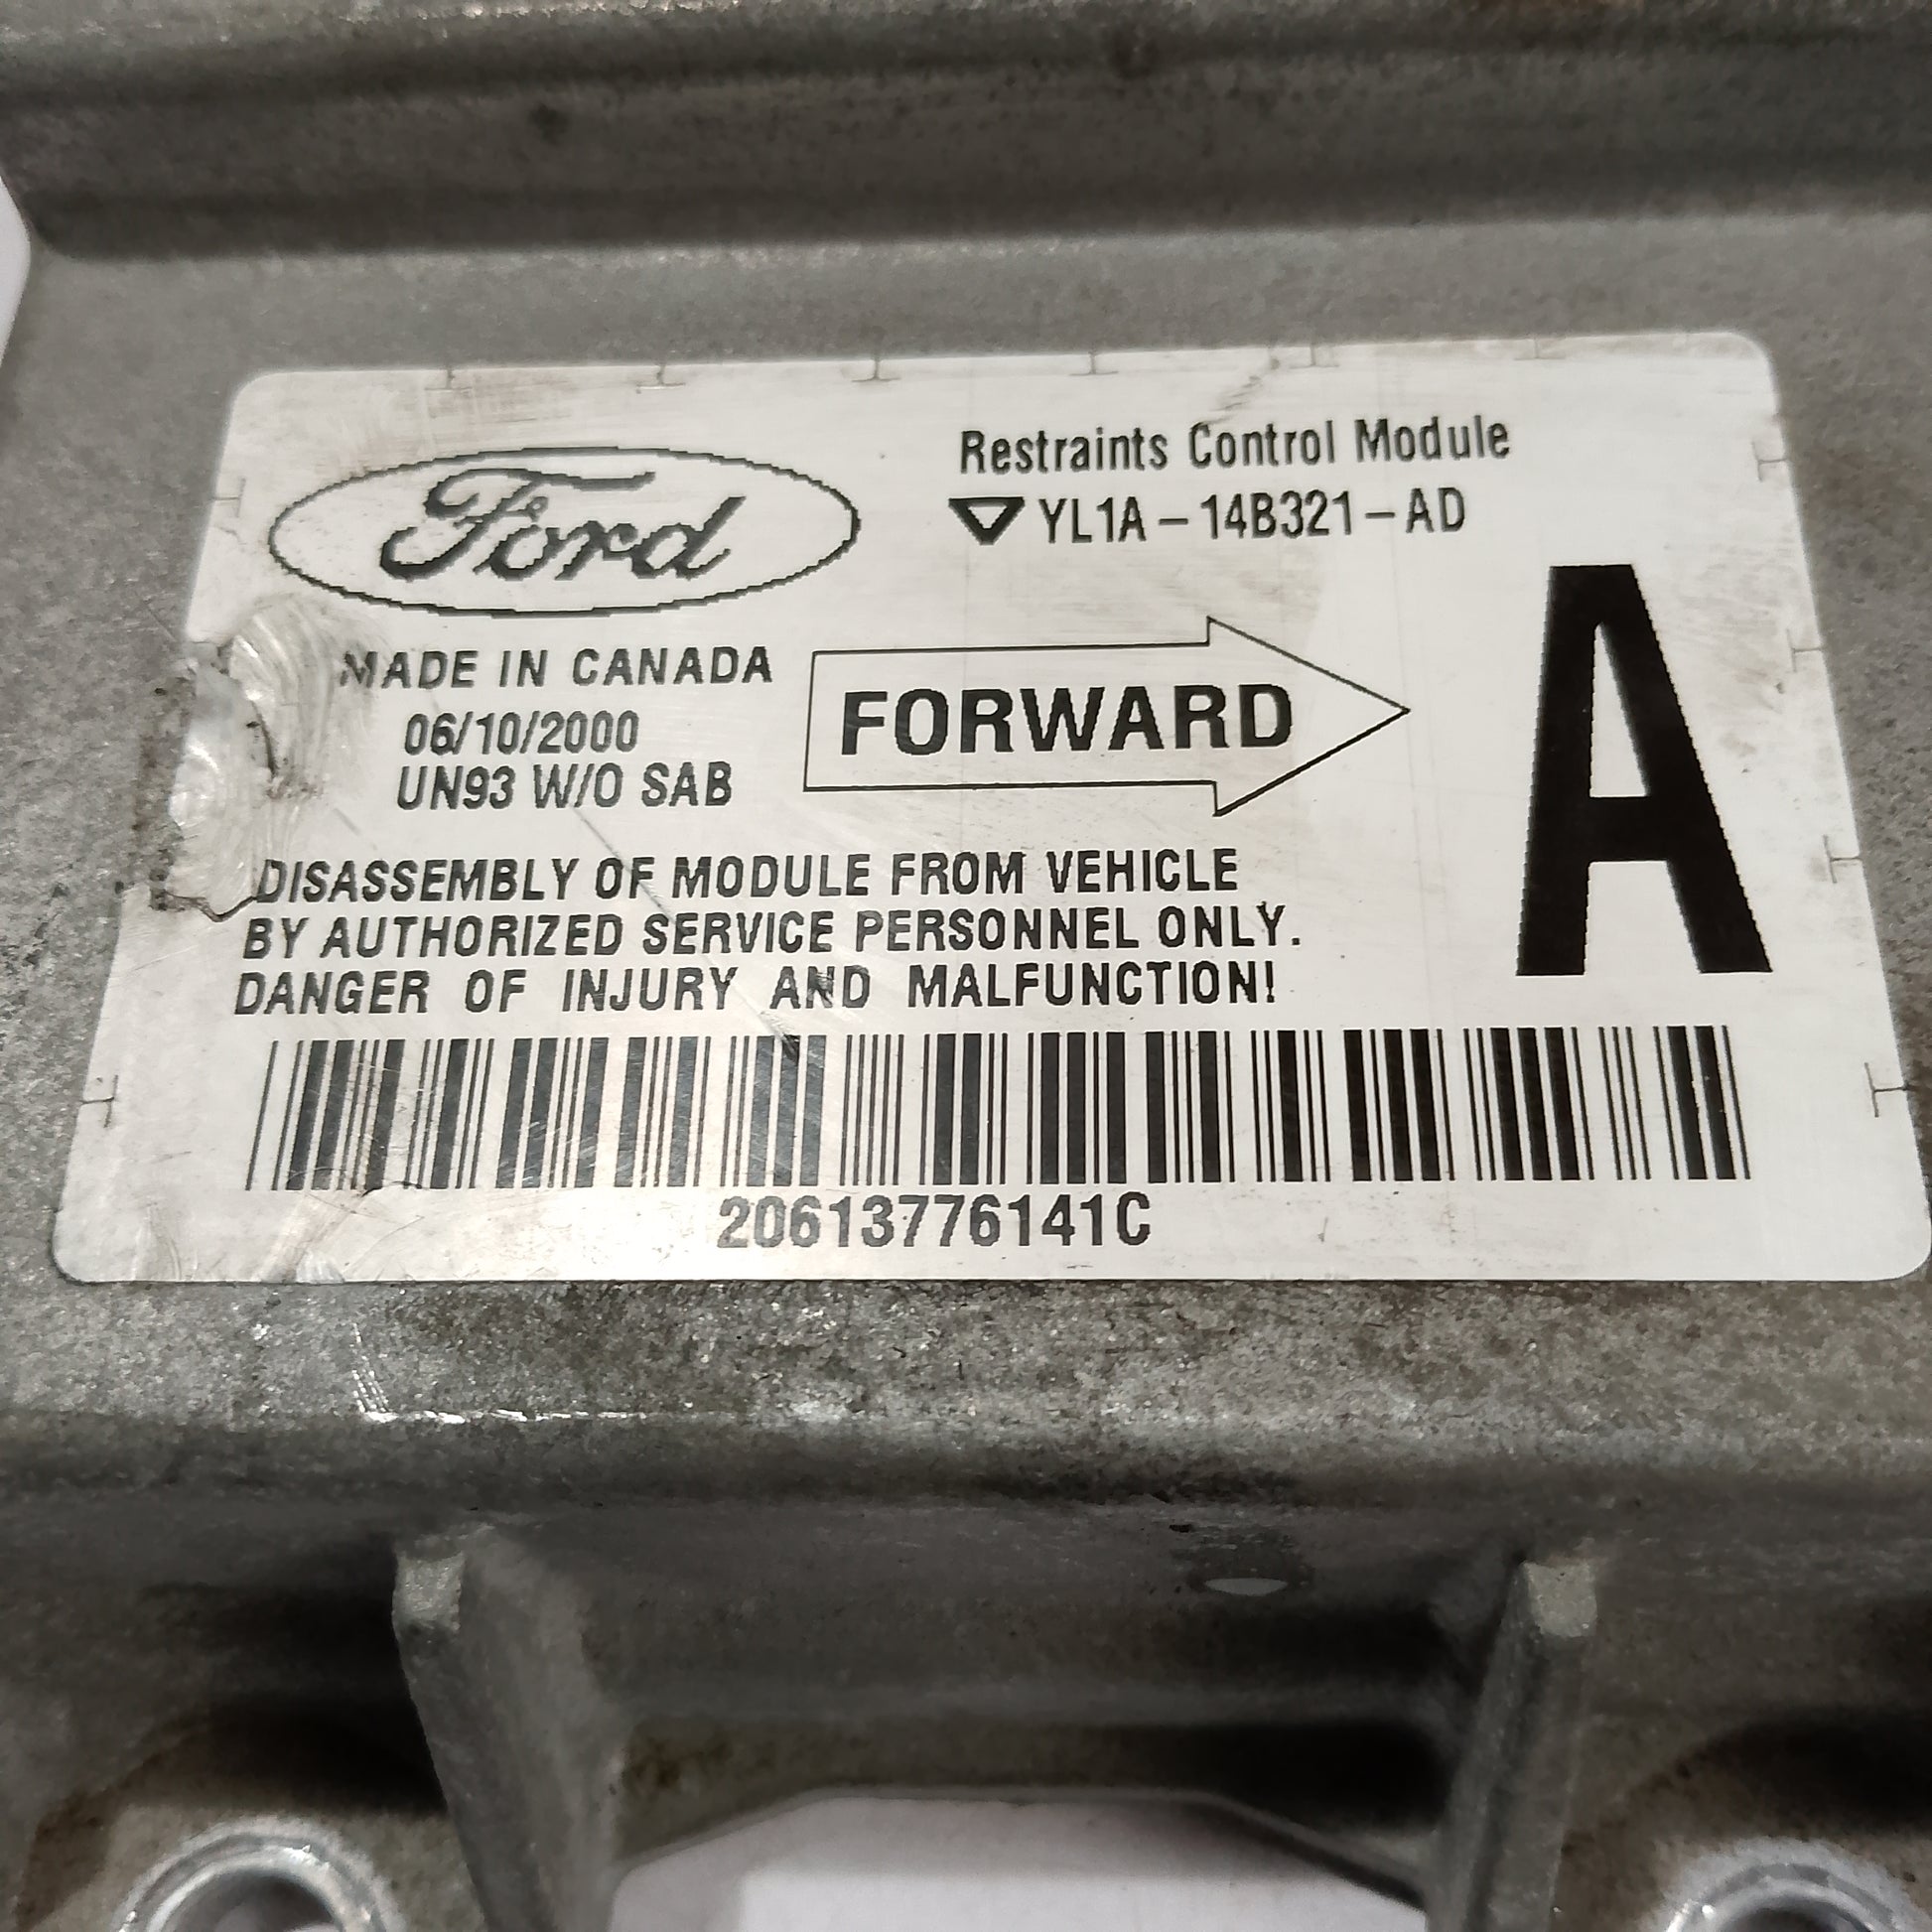 Ford
Restraints Control Module
YL1A-14B321-AD
MADE IN CANADA
06/10/2000
UN93 W/O SAB
FORWARD
A
DISASSEMBLY OF MODULE FROM VEHICLE
BY AUTHORIZED SERVICE PERSONNEL ONLY.
DANGER OF INJURY AND MALFUNCTION!
20613776141C